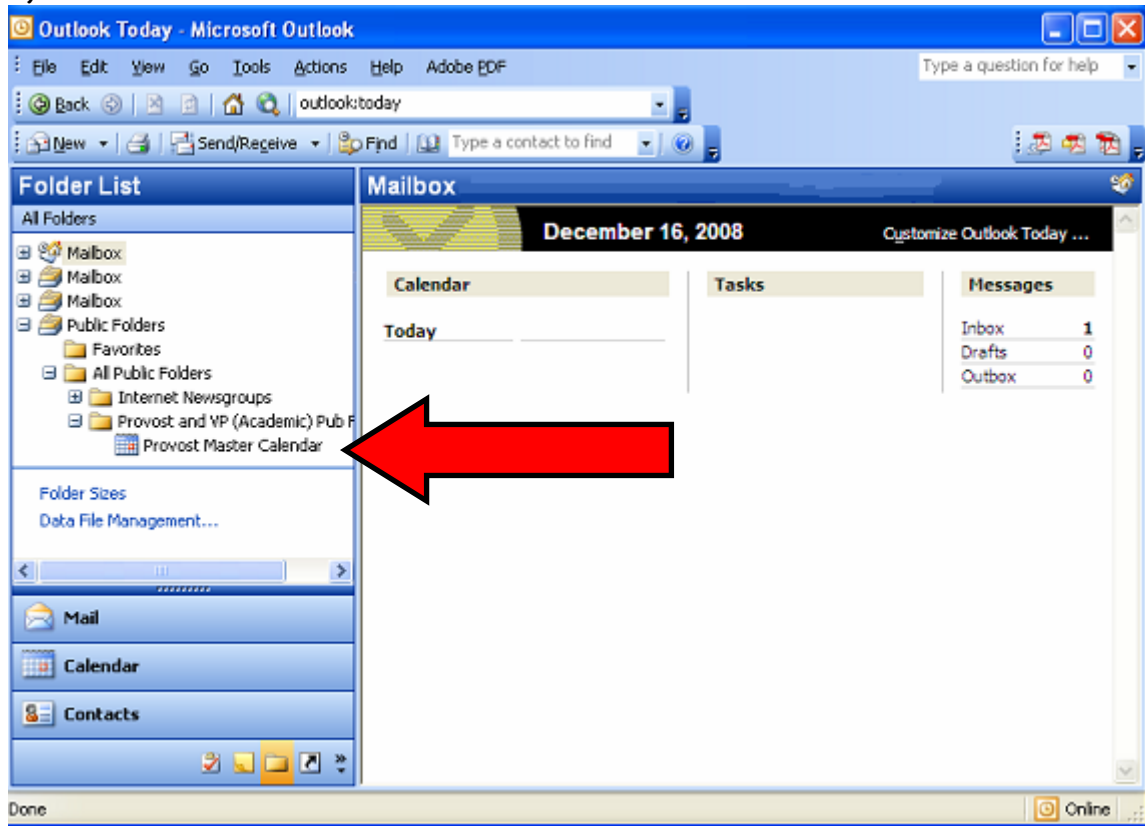 Outlook Today - Microsoft Outlook
File Edit View Go Tools Actions Help Adobe PDF Type a question for help
Back outlook:today
New Send/Receive Find Type a contact to find
Folder List
Mailbox
All Folders
December 16, 2008 Customize Outlook Today ...
Mailbox
Mailbox
Mailbox
Public Folders
Favorites
All Public Folders
Internet Newsgroups
Provost and VP (Academic) Pub F
Provost Master Calendar
Folder Sizes
Data File Management...
Calendar Tasks Messages
Today
Inbox 1
Drafts 0
Outbox 0
Mail
Calendar
Contacts
Done Online